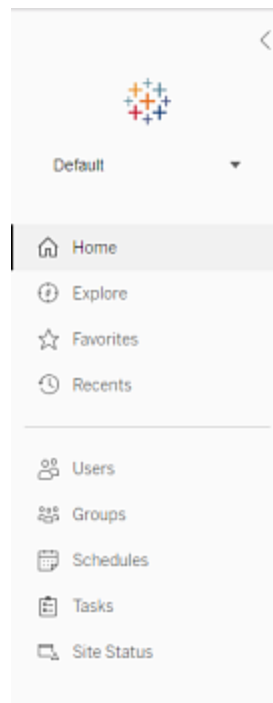 Default
Home
Explore
Favorites
Recents
Users
Groups
Schedules
Tasks
Site Status